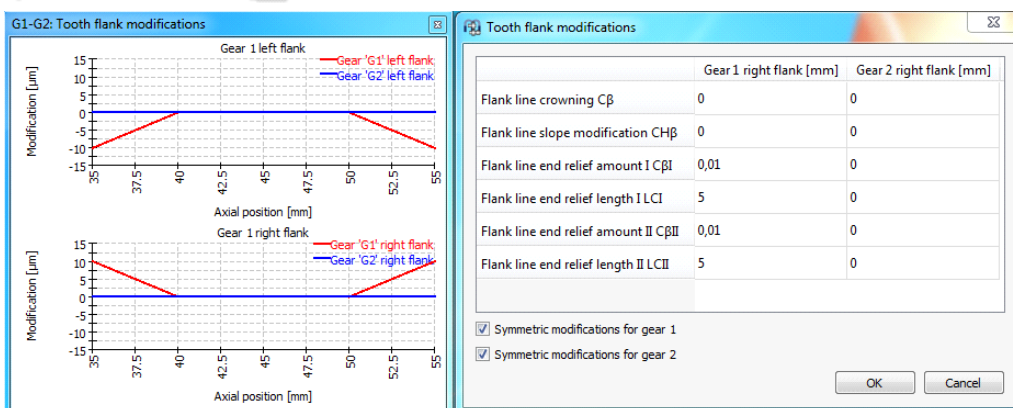 G1-G2: Tooth flank modifications
Gear 1 left flank
Gear 'G1' left flank
Gear 'G2' left flank
Modification [µm]
15
10
5
0
-5
-10
-15
35
37.5
40
42.5
45
47.5
50
52.5
55
Axial position [mm]
Gear 1 right flank
Gear 'G1' right flank
Gear 'G2' right flank
Modification [µm]
15
10
5
0
-5
-10
-15
35
37.5
40
42.5
45
47.5
50
52.5
55
Axial position [mm]
Tooth flank modifications
Gear 1 right flank [mm] Gear 2 right flank [mm]
Flank line crowning Cβ 0 0
Flank line slope modification CHβ 0 0
Flank line end relief amount I CβI 0,01 0
Flank line end relief length I LCI 5 0
Flank line end relief amount II CβII 0,01 0
Flank line end relief length II LCII 5 0
Symmetric modifications for gear 1
Symmetric modifications for gear 2
OK Cancel